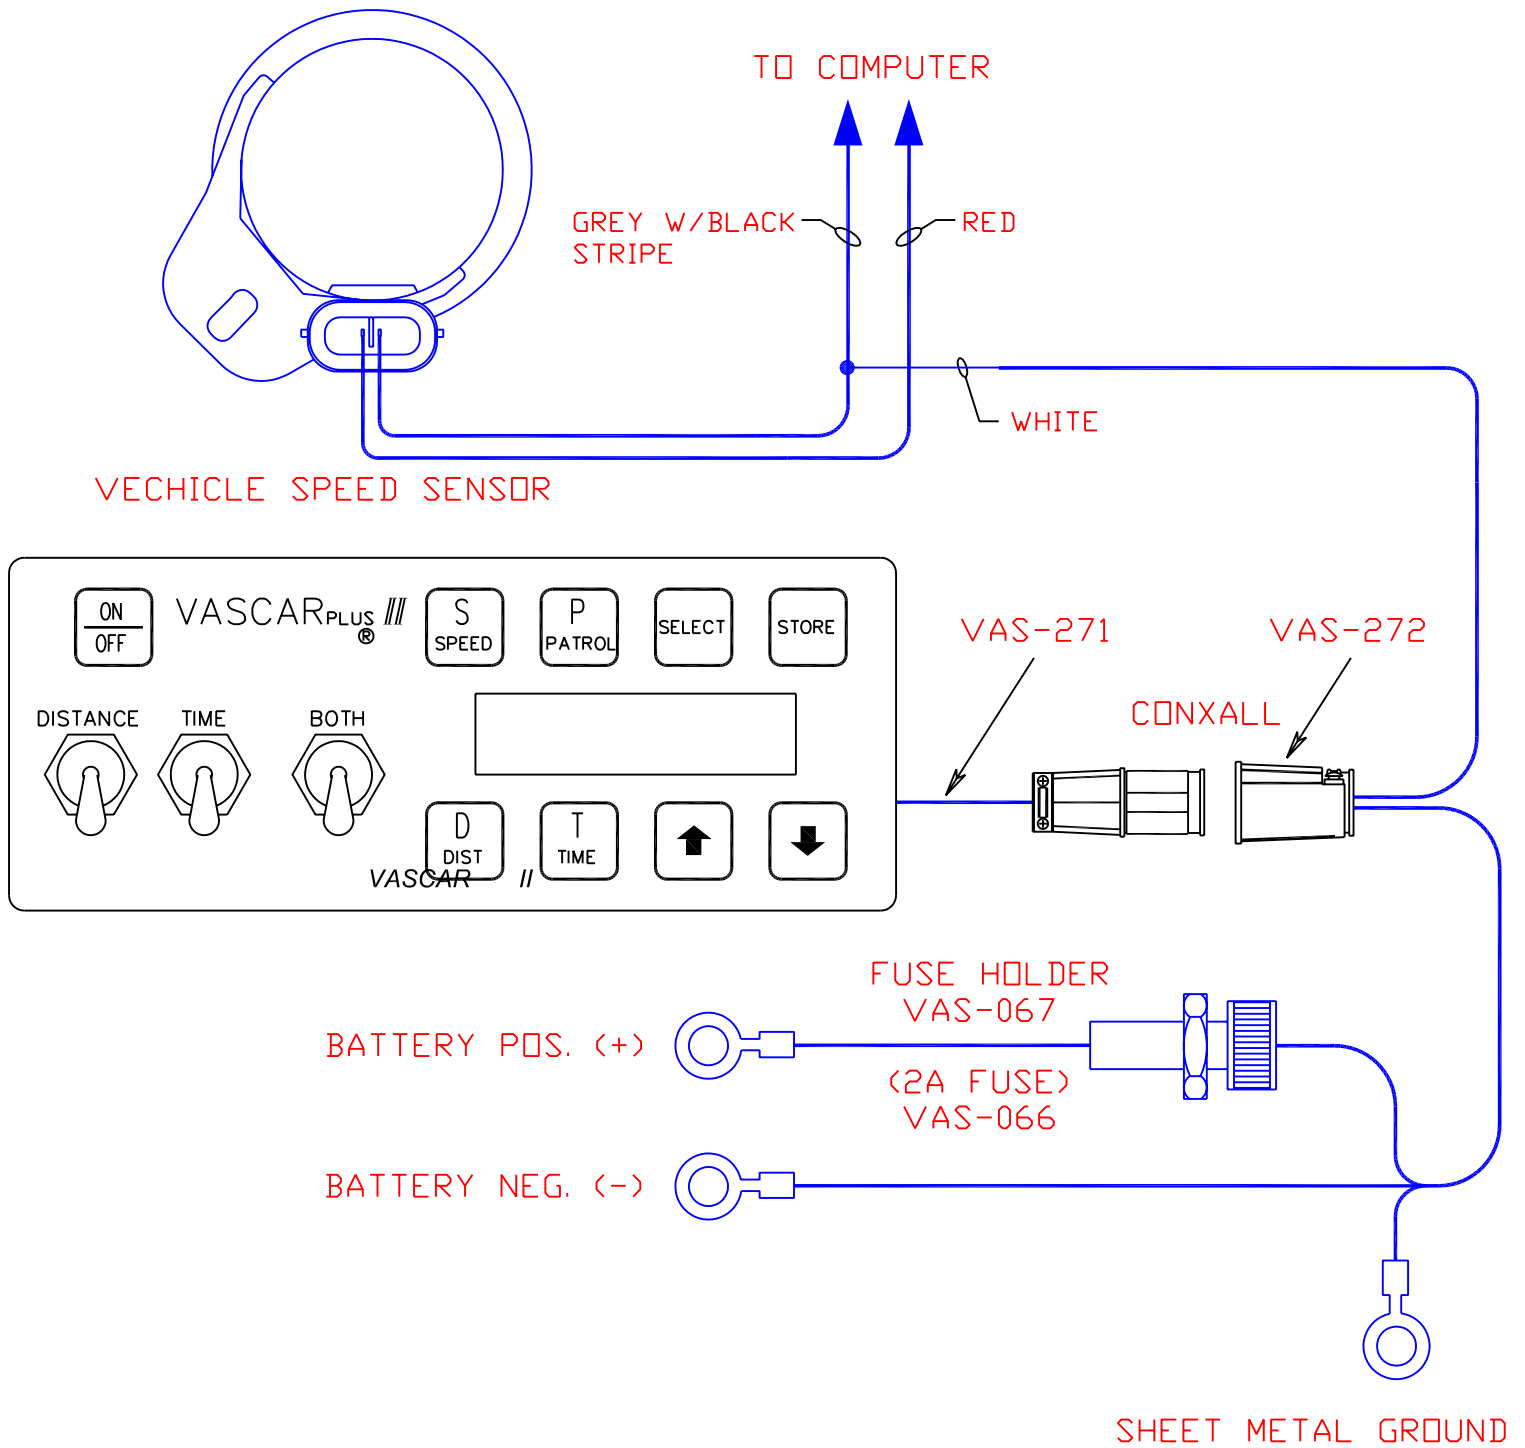 TO COMPUTER
GREY W/BLACK
STRIPE
RED
WHITE
VECHICLE SPEED SENSOR
ON
OFF
VASCAR PLUS III
®
S
SPEED
P
PATROL
SELECT
STORE
DISTANCE
TIME
BOTH
D
DIST
T
TIME
VASCAR II
VAS-271
VAS-272
CONXALL
FUSE HOLDER
VAS-067
BATTERY POS. (+)
(2A FUSE)
VAS-066
BATTERY NEG. (-)
SHEET METAL GROUND